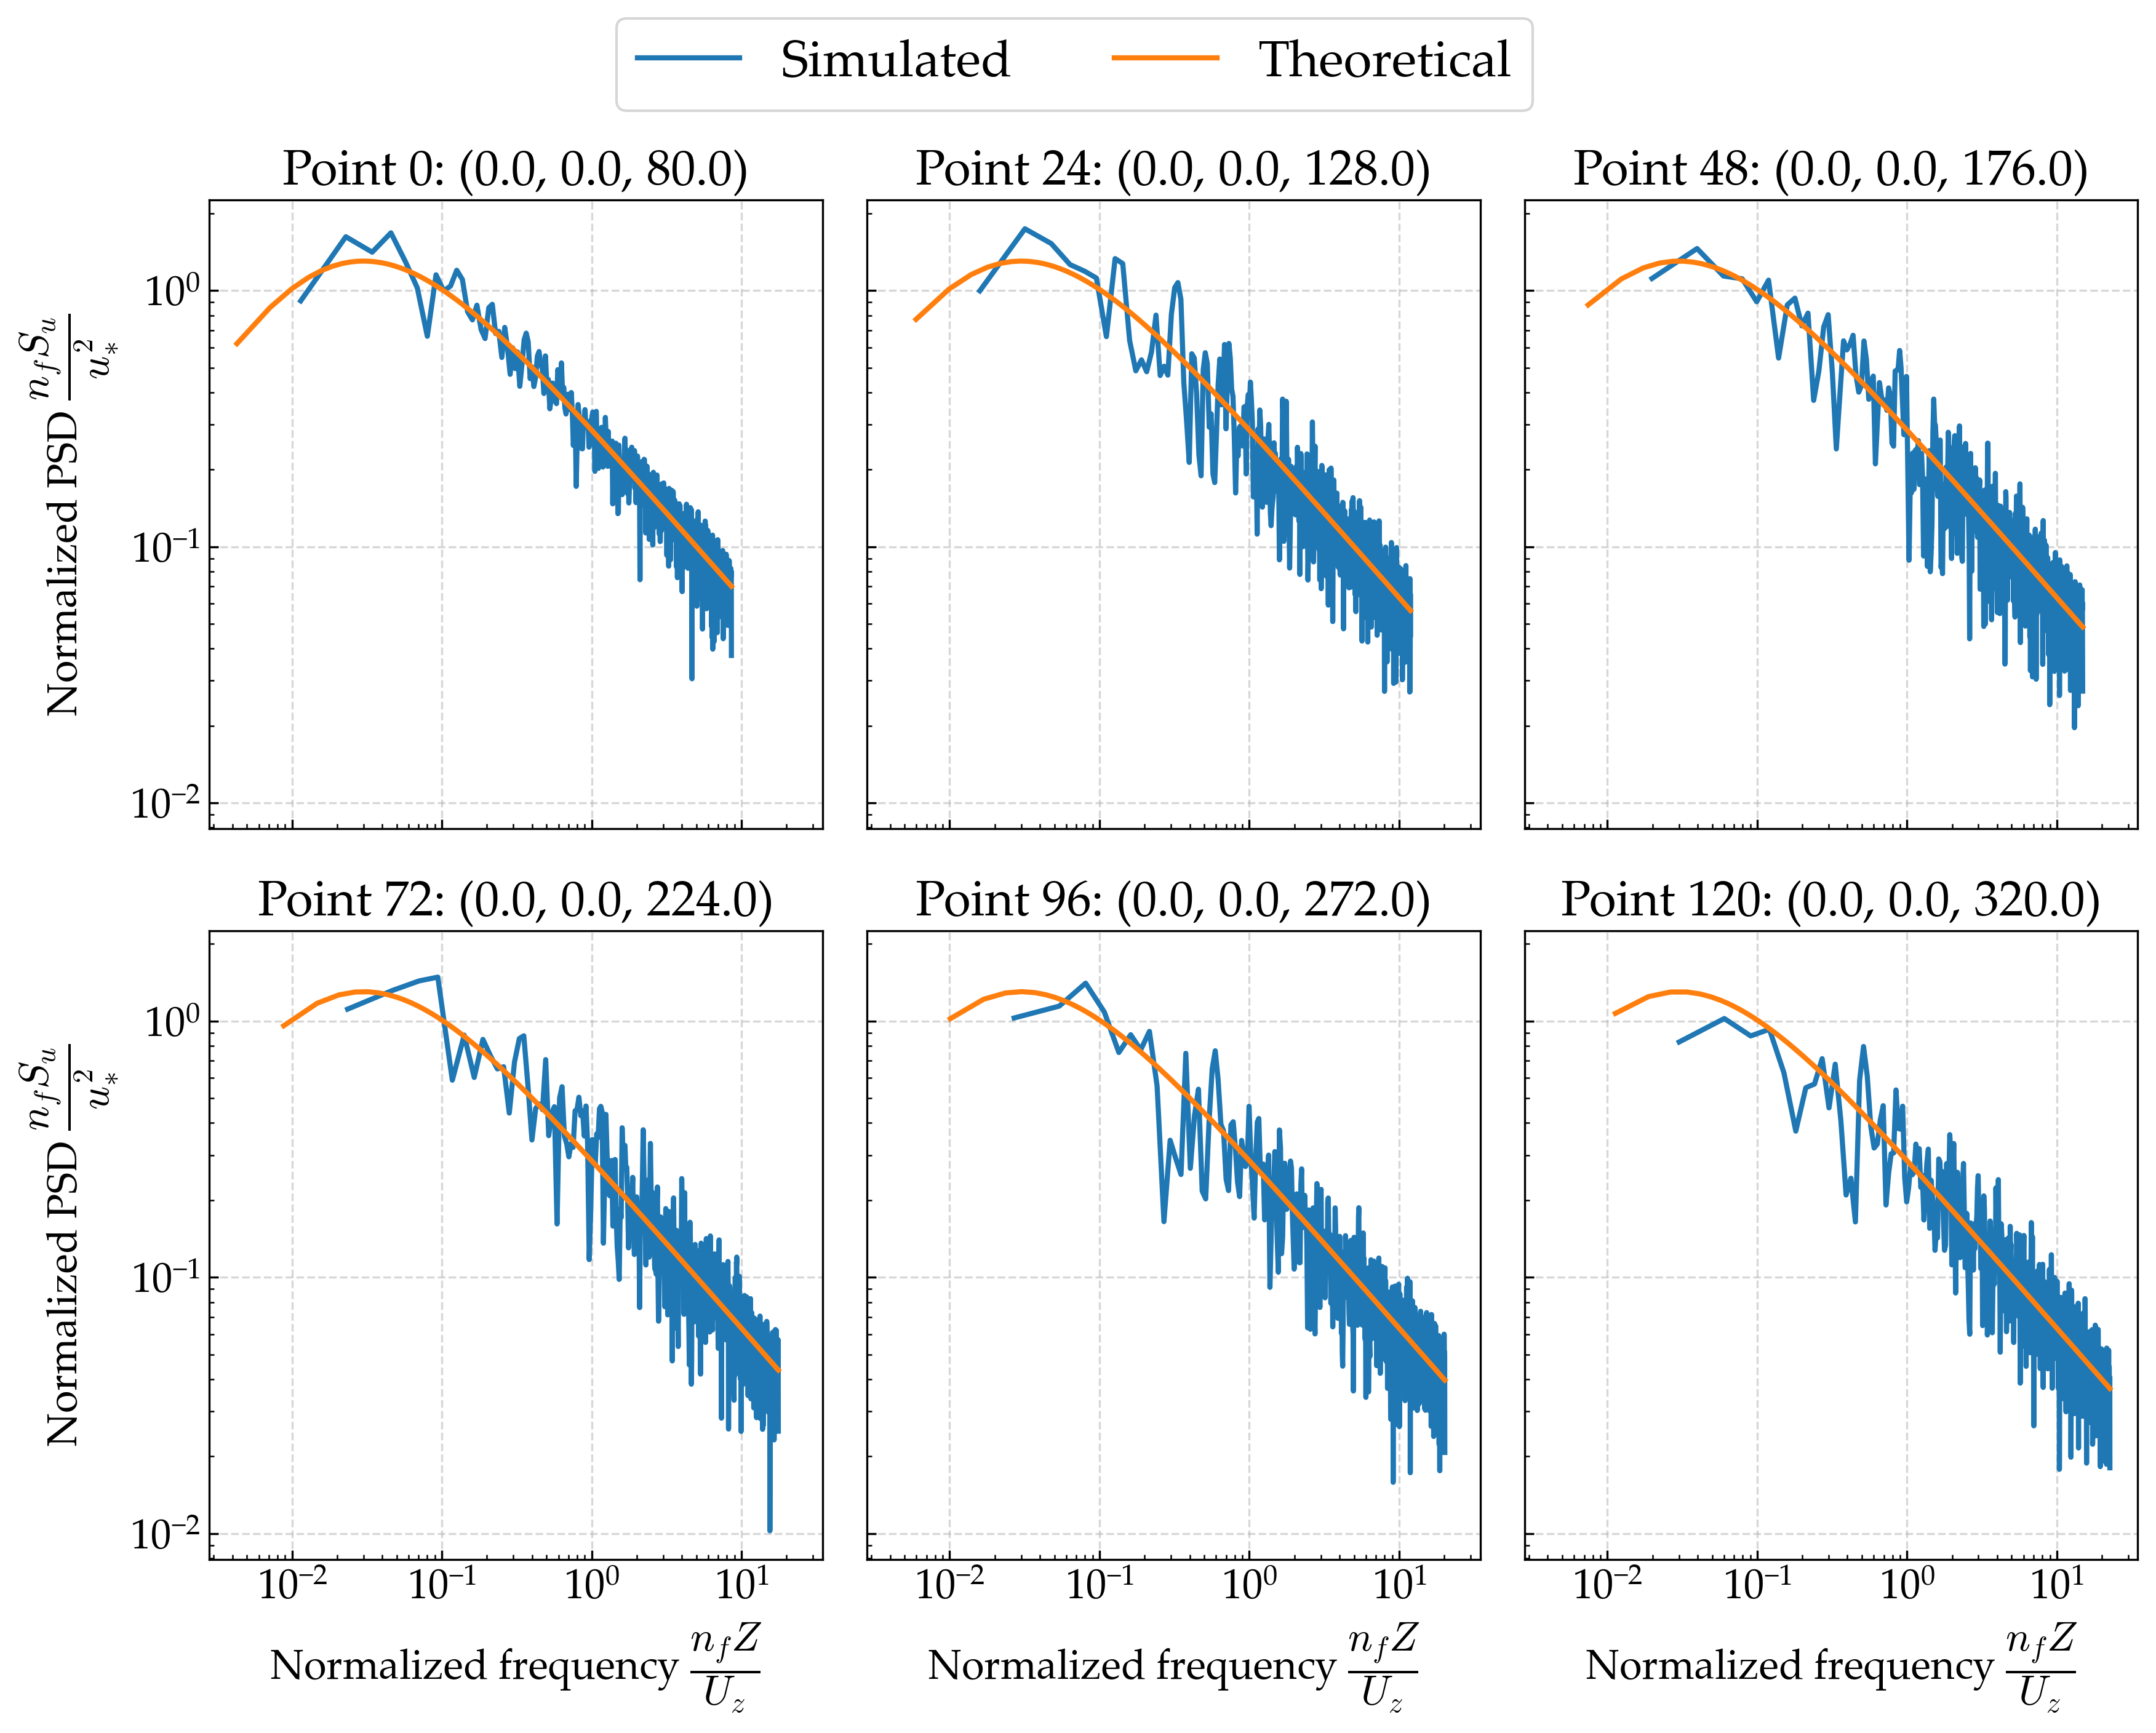 Simulated Theoretical
Point 0: (0.0, 0.0, 80.0) Point 24: (0.0, 0.0, 128.0) Point 48: (0.0, 0.0, 176.0)
Normalized PSD n_f S_u / u_*^2
10^0
10^−1
10^−2
Point 72: (0.0, 0.0, 224.0) Point 96: (0.0, 0.0, 272.0) Point 120: (0.0, 0.0, 320.0)
Normalized PSD n_f S_u / u_*^2
10^0
10^−1
10^−2
10^−2 10^−1 10^0 10^1 10^−2 10^−1 10^0 10^1 10^−2 10^−1 10^0 10^1
Normalized frequency n_f Z / U_z Normalized frequency n_f Z / U_z Normalized frequency n_f Z / U_z